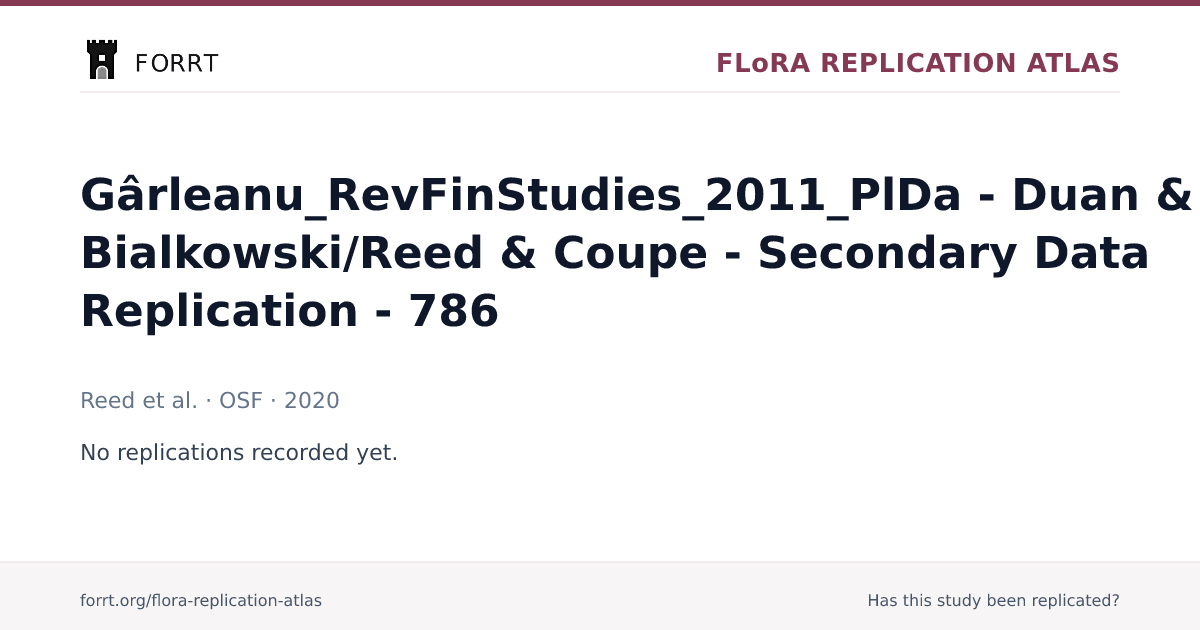 FORRT
FLoRA REPLICATION ATLAS
Gârleanu_RevFinStudies_2011_PlDa - Duan &
Bialkowski/Reed & Coupe - Secondary Data
Replication - 786
Reed et al. · OSF · 2020
No replications recorded yet.
forrt.org/flora-replication-atlas
Has this study been replicated?